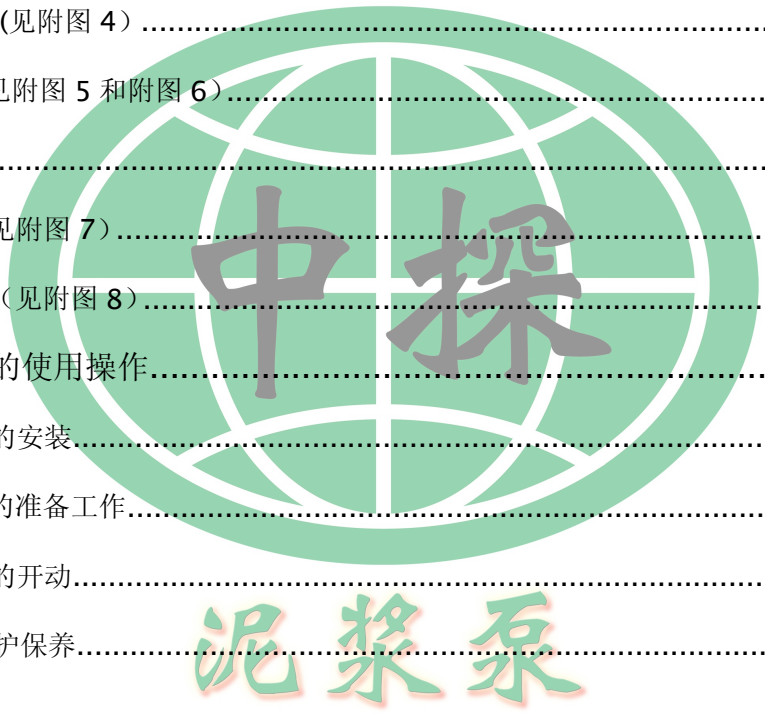 (见附图 4）..........................................................................
见附图 5 和附图 6）..........................................................................
..........................................................................
见附图 7）..........................................................................
（见附图 8）..........................................................................
的使用操作..........................................................................
的安装..........................................................................
的准备工作..........................................................................
的开动..........................................................................
护保养..........................................................................
中探
泥浆泵